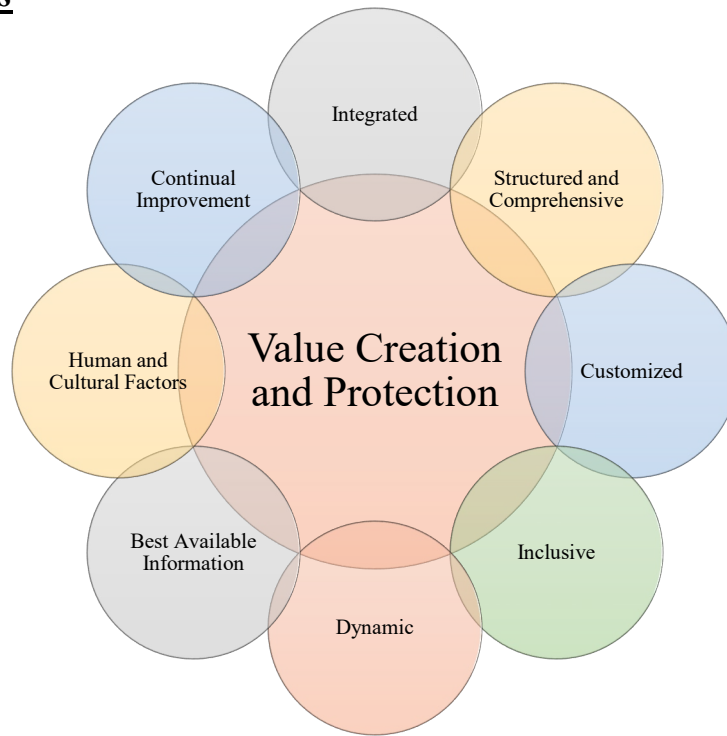 Integrated
Structured and
Comprehensive
Customized
Inclusive
Dynamic
Best Available
Information
Human and
Cultural Factors
Continual
Improvement
Value Creation
and Protection